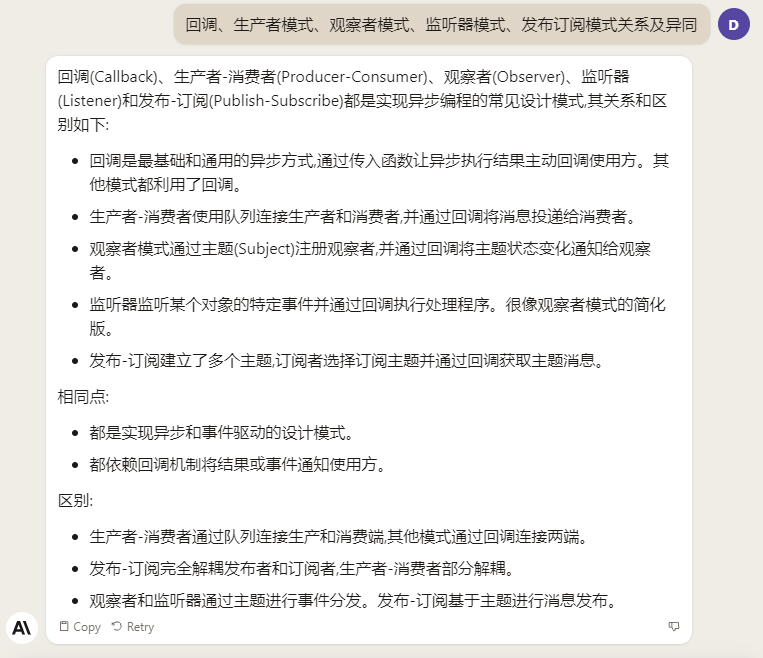 回调、生产者模式、观察者模式、监听器模式、发布订阅模式关系及异同
D
回调(Callback)、生产者-消费者(Producer-Consumer)、观察者(Observer)、监听器
(Listener)和发布-订阅(Publish-Subscribe)都是实现异步编程的常见设计模式,其关系和区
别如下:
回调是最基础和通用的异步方式,通过传入函数让异步执行结果主动回调使用方。其
他模式都利用了回调。
生产者-消费者使用队列连接生产者和消费者,并通过回调将消息投递给消费者。
观察者模式通过主题(Subject)注册观察者,并通过回调将主题状态变化通知给观察
者。
监听器监听某个对象的特定事件并通过回调执行处理程序。很像观察者模式的简化
版。
发布-订阅建立了多个主题,订阅者选择订阅主题并通过回调获取主题消息。
相同点:
都是实现异步和事件驱动的设计模式。
都依赖回调机制将结果或事件通知使用方。
区别:
生产者-消费者通过队列连接生产和消费端,其他模式通过回调连接两端。
发布-订阅完全解耦发布者和订阅者,生产者-消费者部分解耦。
观察者和监听器通过主题进行事件分发。发布-订阅基于主题进行消息发布。
A\
Copy Retry